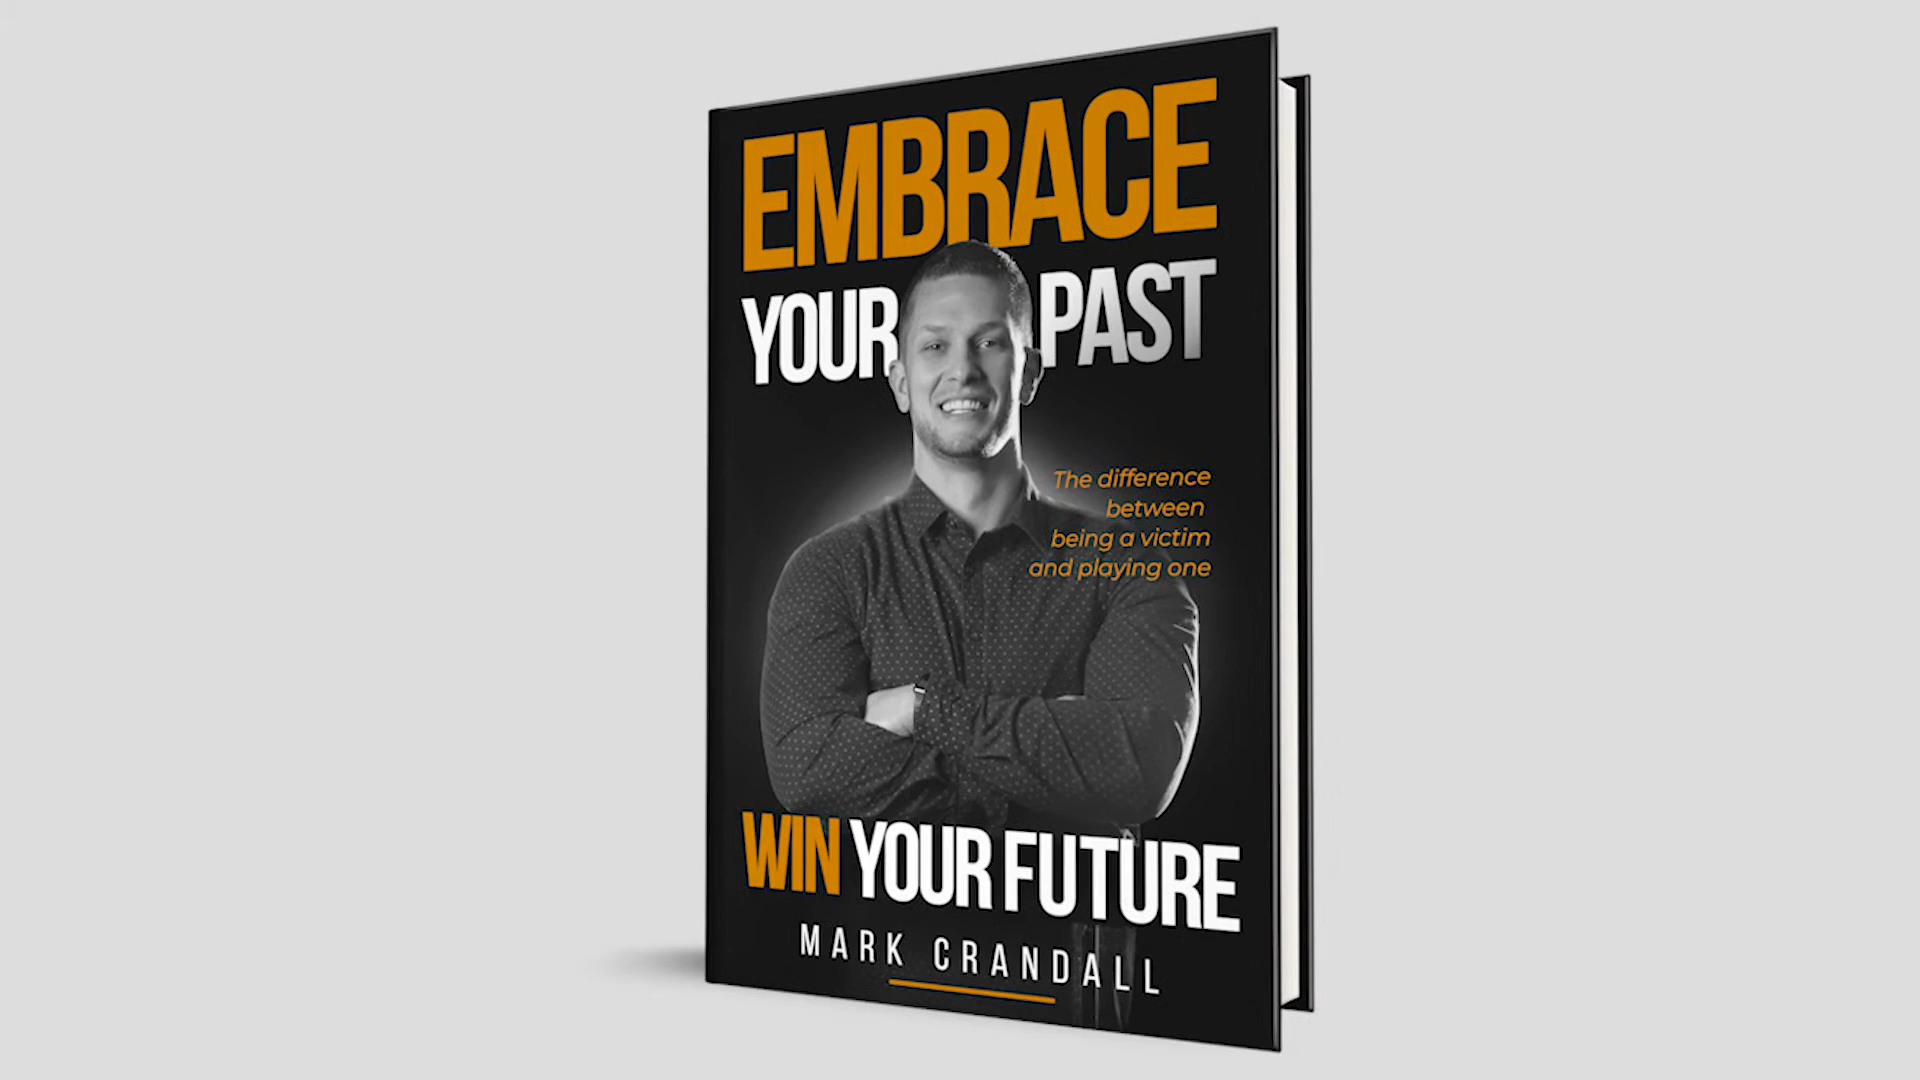 EMBRACE
YOUR PAST
The difference
between
being a victim
and playing one
WIN YOUR FUTURE
MARK CRANDALL